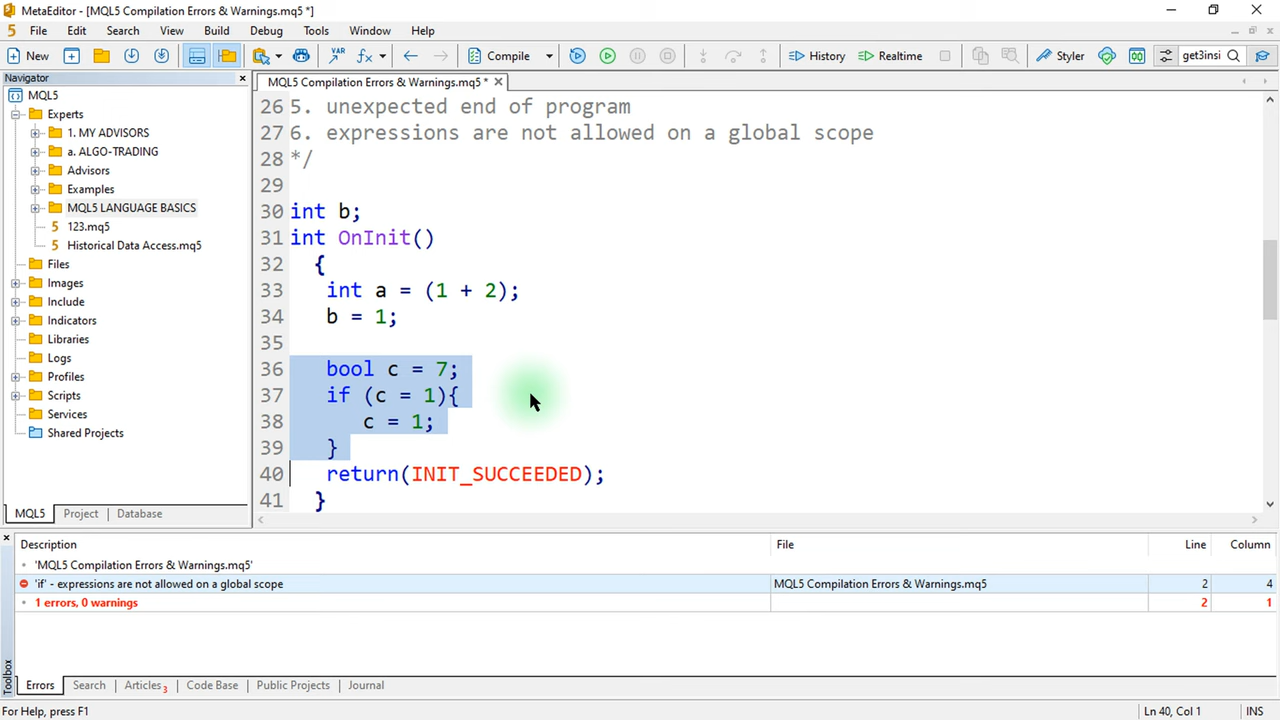 MetaEditor - [MQL5 Compilation Errors & Warnings.mq5 *]
5 File Edit Search View Build Debug Tools Window Help
New VAR fx Compile History Realtime Styler get3insi
Navigator
MQL5 Compilation Errors & Warnings.mq5 *
MQL5
Experts
1. MY ADVISORS
a. ALGO-TRADING
Advisors
Examples
MQL5 LANGUAGE BASICS
5 123.mq5
5 Historical Data Access.mq5
Files
Images
Include
Indicators
Libraries
Logs
Profiles
Scripts
Services
Shared Projects
MQL5 Project Database
26 5. unexpected end of program
27 6. expressions are not allowed on a global scope
28 */
29
30 int b;
31 int OnInit()
32 {
33 int a = (1 + 2);
34 b = 1;
35
36 bool c = 7;
37 if (c = 1){
38 c = 1;
39 }
40 return(INIT_SUCCEEDED);
41 }
Description File Line Column
'MQL5 Compilation Errors & Warnings.mq5'
'if' - expressions are not allowed on a global scope MQL5 Compilation Errors & Warnings.mq5 2 4
1 errors, 0 warnings 2 1
Toolbox
Errors Search Articles 3 Code Base Public Projects Journal
For Help, press F1 Ln 40, Col 1 INS